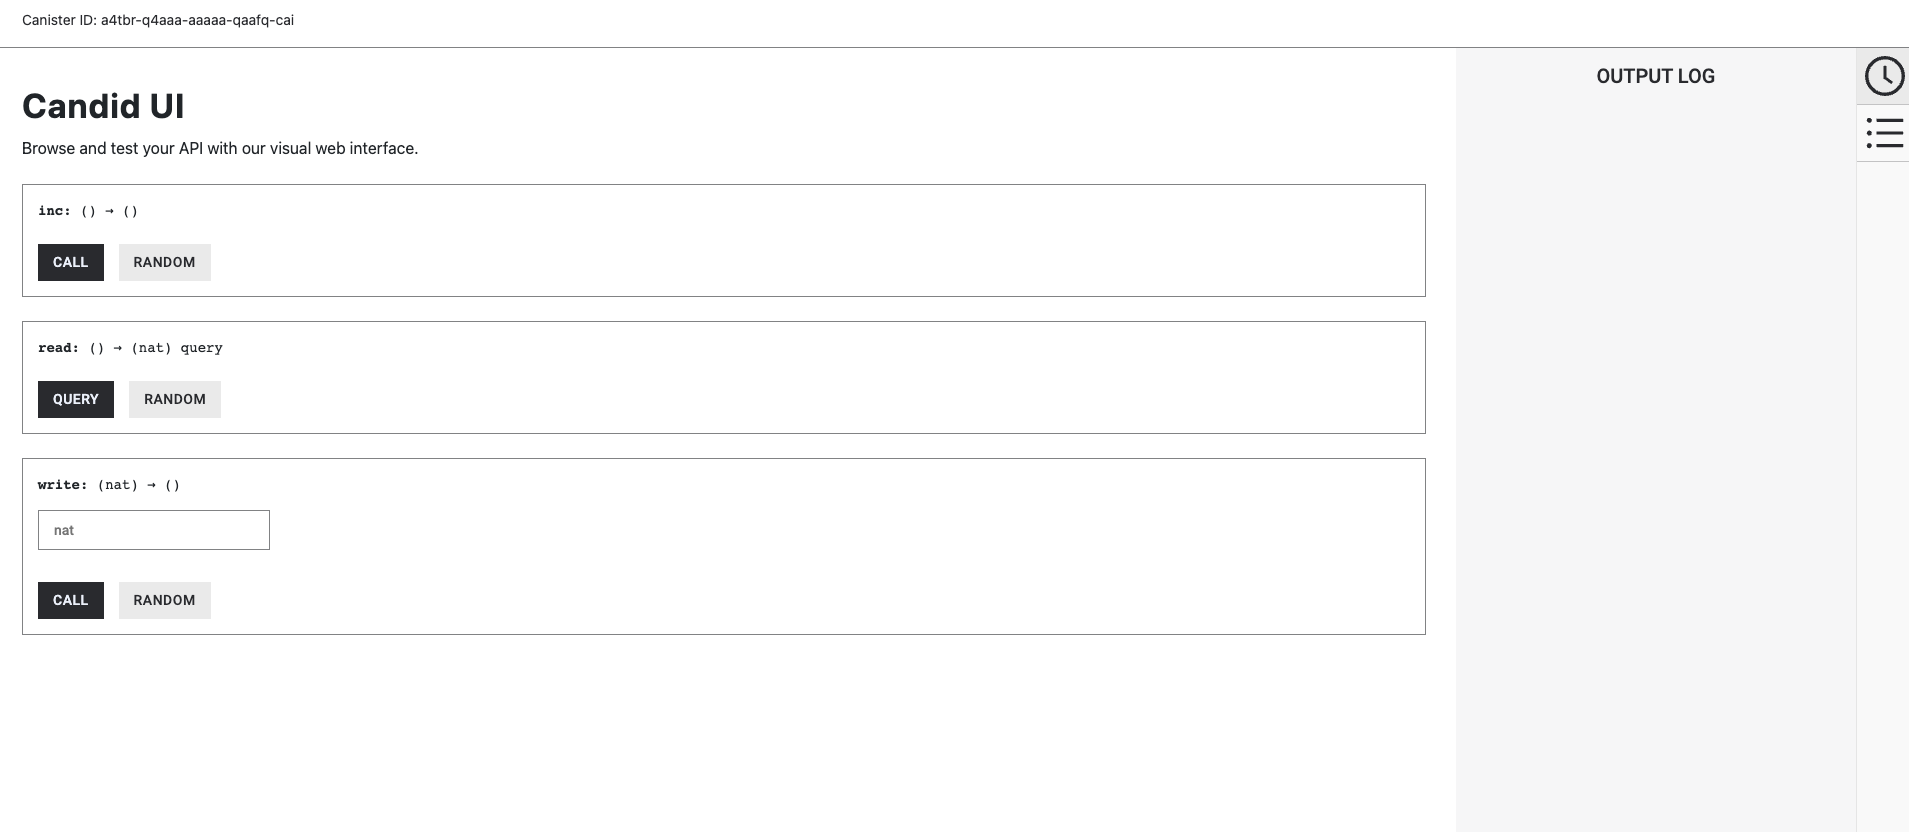 Canister ID: a4tbr-q4aaa-aaaaa-qaafq-cai
Candid UI
Browse and test your API with our visual web interface.
inc: () → ()
CALL RANDOM
read: () → (nat) query
QUERY RANDOM
write: (nat) → ()
nat
CALL RANDOM
OUTPUT LOG